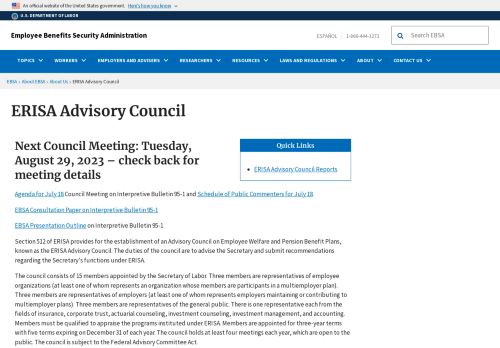 An official website of the United States government. Here's how you know
U.S. DEPARTMENT OF LABOR
Employee Benefits Security Administration
ESPAÑOL | 1-866-444-3272
Search EBSA
TOPICS WORKERS EMPLOYERS AND ADVISERS RESEARCHERS RESOURCES LAWS AND REGULATIONS ABOUT CONTACT US
EBSA › About EBSA › About Us › ERISA Advisory Council
ERISA Advisory Council
Next Council Meeting: Tuesday,
August 29, 2023 – check back for
meeting details
Quick Links
ERISA Advisory Council Reports
Agenda for July 18 Council Meeting on Interpretive Bulletin 95-1 and Schedule of Public Commenters for July 18.
EBSA Consultation Paper on Interpretive Bulletin 95-1
EBSA Presentation Outline on Interpretive Bulletin 95-1
Section 512 of ERISA provides for the establishment of an Advisory Council on Employee Welfare and Pension Benefit Plans,
known as the ERISA Advisory Council. The duties of the council are to advise the Secretary and submit recommendations
regarding the Secretary's functions under ERISA.
The council consists of 15 members appointed by the Secretary of Labor. Three members are representatives of employee
organizations (at least one of whom represents an organization whose members are participants in a multiemployer plan).
Three members are representatives of employers (at least one of whom represents employers maintaining or contributing to
multiemployer plans). Three members are representatives of the general public. There is one representative each from the
fields of insurance, corporate trust, actuarial counseling, investment counseling, investment management, and accounting.
Members must be qualified to appraise the programs instituted under ERISA. Members are appointed for three-year terms
with five terms expiring on December 31 of each year. The council holds at least four meetings each year, which are open to
the public. The council is subject to the Federal Advisory Committee Act.